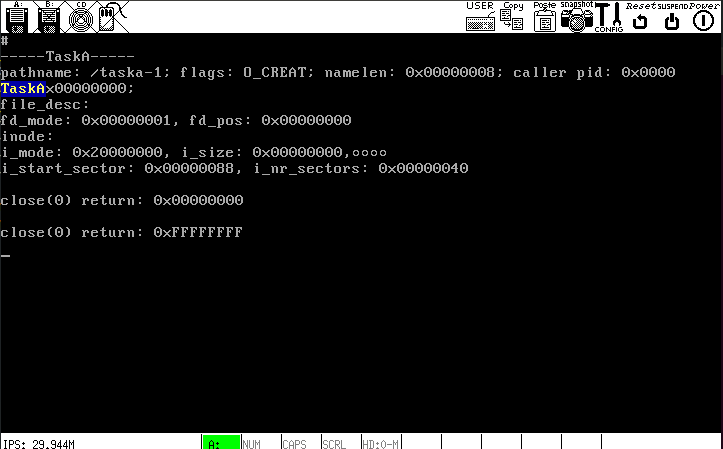 A:
B:
CD
USER
Copy
Paste
Snapshot
CONFIG
Reset
SUSPEND
Power
#
-----TaskA-----
pathname: /taska-1; flags: O_CREAT; namelen: 0x00000008; caller pid: 0x0000
TaskAx00000000;
file_desc:
fd_mode: 0x00000001, fd_pos: 0x00000000
inode:
i_mode: 0x20000000, i_size: 0x00000000,○○○○
i_start_sector: 0x00000088, i_nr_sectors: 0x00000040
close(0) return: 0x00000000
close(0) return: 0xFFFFFFFF
_
IPS: 29.944M
A:
NUM
CAPS
SCRL
HD:0-M